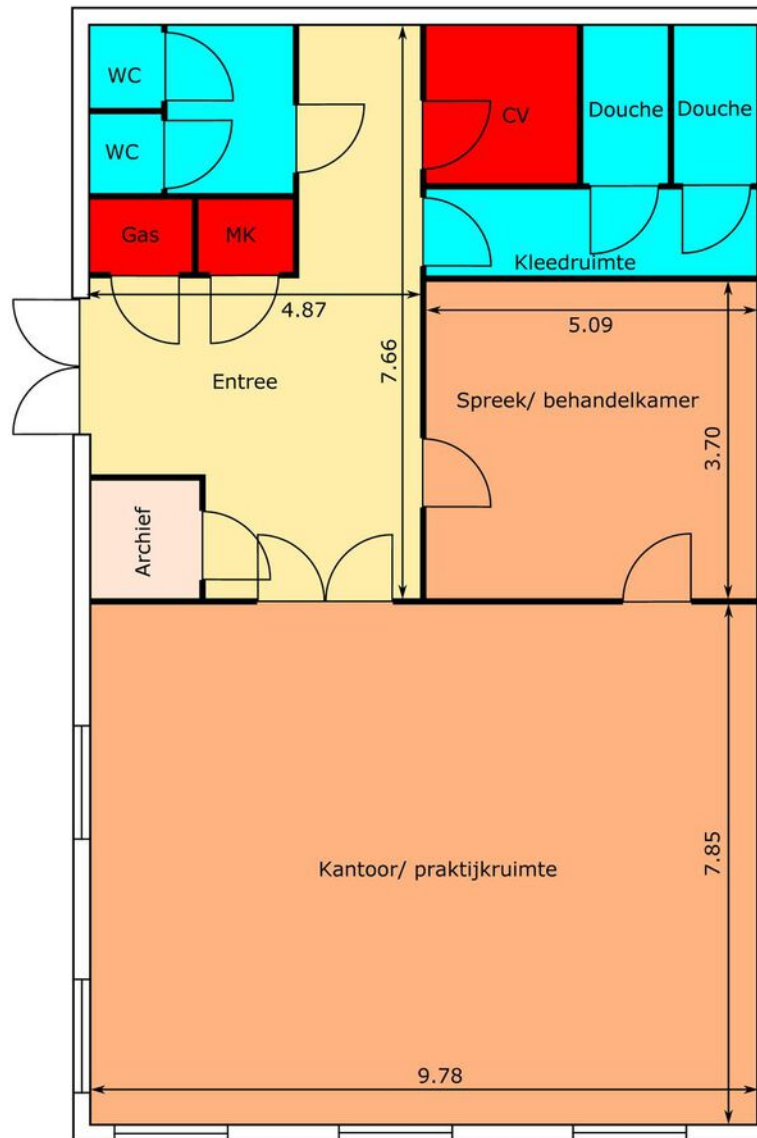 WC
WC
CV
Douche
Douche
Gas
MK
Kleedruimte
4.87
5.09
7.66
Entree
Spreek/ behandelkamer
3.70
Archief
Kantoor/ praktijkruimte
7.85
9.78